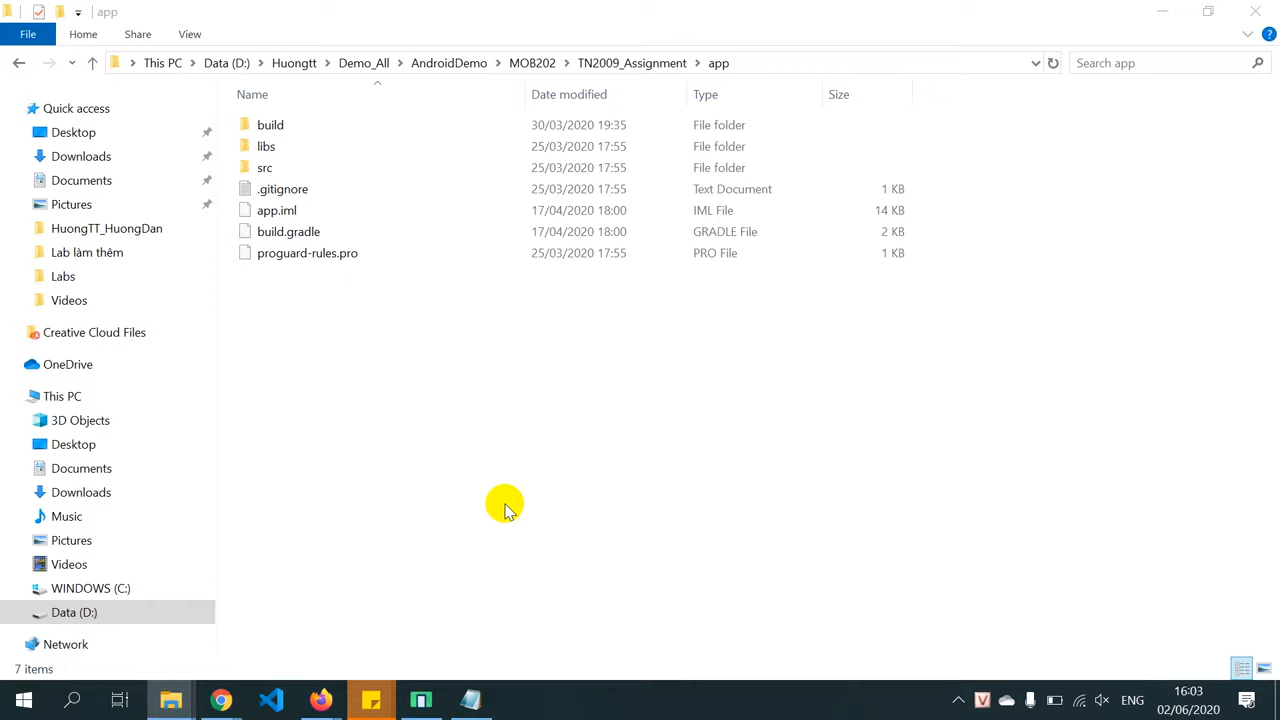 app
File Home Share View
This PC Data (D:) Huongtt Demo_All AndroidDemo MOB202 TN2009_Assignment app Search app
Name Date modified Type Size
build 30/03/2020 19:35 File folder
libs 25/03/2020 17:55 File folder
src 25/03/2020 17:55 File folder
.gitignore 25/03/2020 17:55 Text Document 1 KB
app.iml 17/04/2020 18:00 IML File 14 KB
build.gradle 17/04/2020 18:00 GRADLE File 2 KB
proguard-rules.pro 25/03/2020 17:55 PRO File 1 KB
Quick access
Desktop
Downloads
Documents
Pictures
HuongTT_HuongDan
Lab làm thêm
Labs
Videos
Creative Cloud Files
OneDrive
This PC
3D Objects
Desktop
Documents
Downloads
Music
Pictures
Videos
WINDOWS (C:)
Data (D:)
Network
7 items
ENG 16:03
02/06/2020